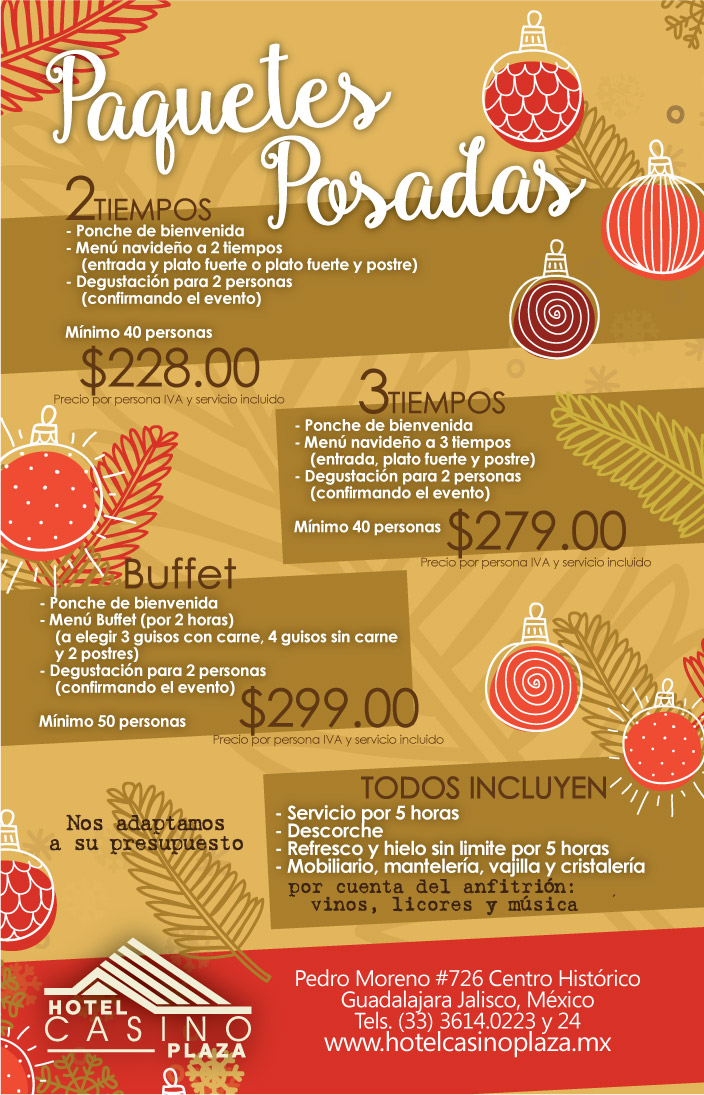 Paquetes
Posadas
2 TIEMPOS
- Ponche de bienvenida
- Menú navideño a 2 tiempos
(entrada y plato fuerte o plato fuerte y postre)
- Degustación para 2 personas
(confirmando el evento)
Mínimo 40 personas
$228.00
Precio por persona IVA y servicio incluido
3 TIEMPOS
- Ponche de bienvenida
- Menú navideño a 3 tiempos
(entrada, plato fuerte y postre)
- Degustación para 2 personas
(confirmando el evento)
Mínimo 40 personas $279.00
Precio por persona IVA y servicio incluido
Buffet
- Ponche de bienvenida
- Menú Buffet (por 2 horas)
(a elegir 3 guisos con carne, 4 guisos sin carne
y 2 postres)
- Degustación para 2 personas
(confirmando el evento)
Mínimo 50 personas $299.00
Precio por persona IVA y servicio incluido
TODOS INCLUYEN
- Servicio por 5 horas
- Descorche
- Refresco y hielo sin limite por 5 horas
- Mobiliario, mantelería, vajilla y cristalería
por cuenta del anfitrión:
vinos, licores y música
Nos adaptamos
a su presupuesto
HOTEL
CASINO
PLAZA
Pedro Moreno #726 Centro Histórico
Guadalajara Jalisco, México
Tels. (33) 3614.0223 y 24
www.hotelcasinoplaza.mx